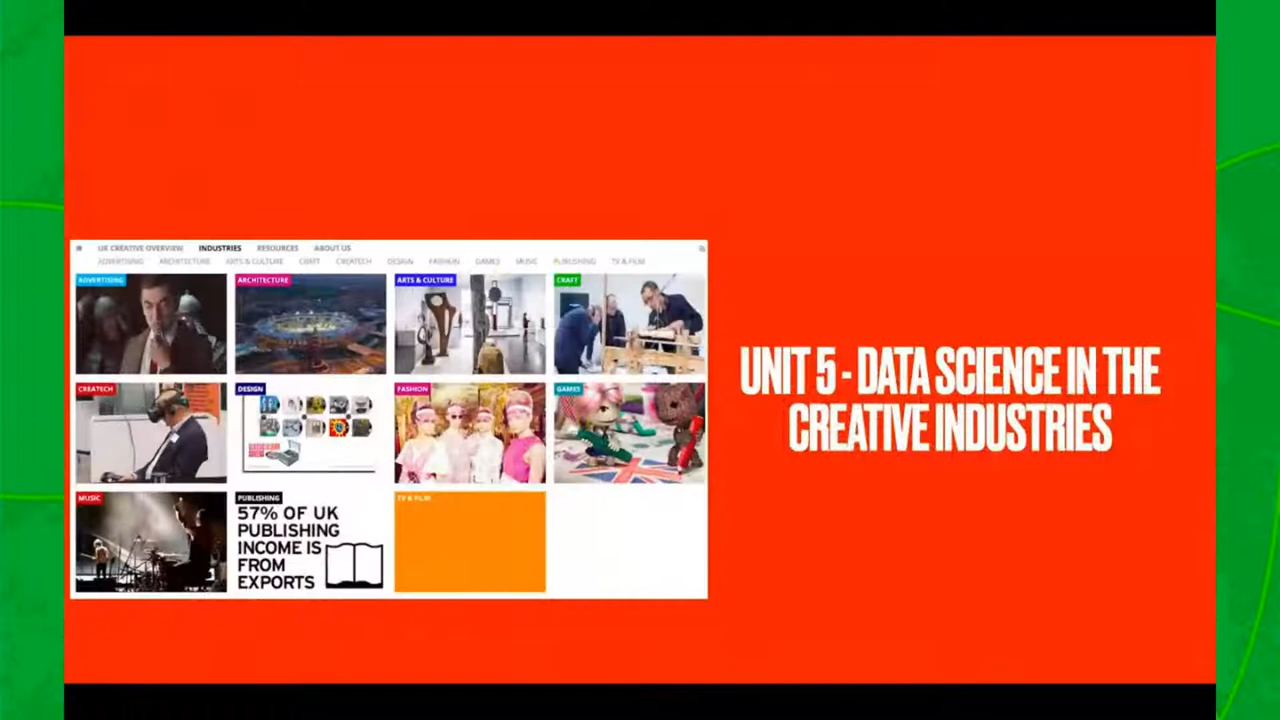 UK CREATIVE OVERVIEW INDUSTRIES RESOURCES ABOUT US
ADVERTISING ARCHITECTURE ARTS & CULTURE CRAFT CREATECH DESIGN FASHION GAMES MUSIC PUBLISHING TV & FILM
ADVERTISING
ARCHITECTURE
ARTS & CULTURE
CRAFT
CREATECH
DESIGN
FASHION
GAMES
MUSIC
PUBLISHING
57% OF UK
PUBLISHING
INCOME IS
FROM
EXPORTS
TV & FILM
UNIT 5 - DATA SCIENCE IN THE
CREATIVE INDUSTRIES